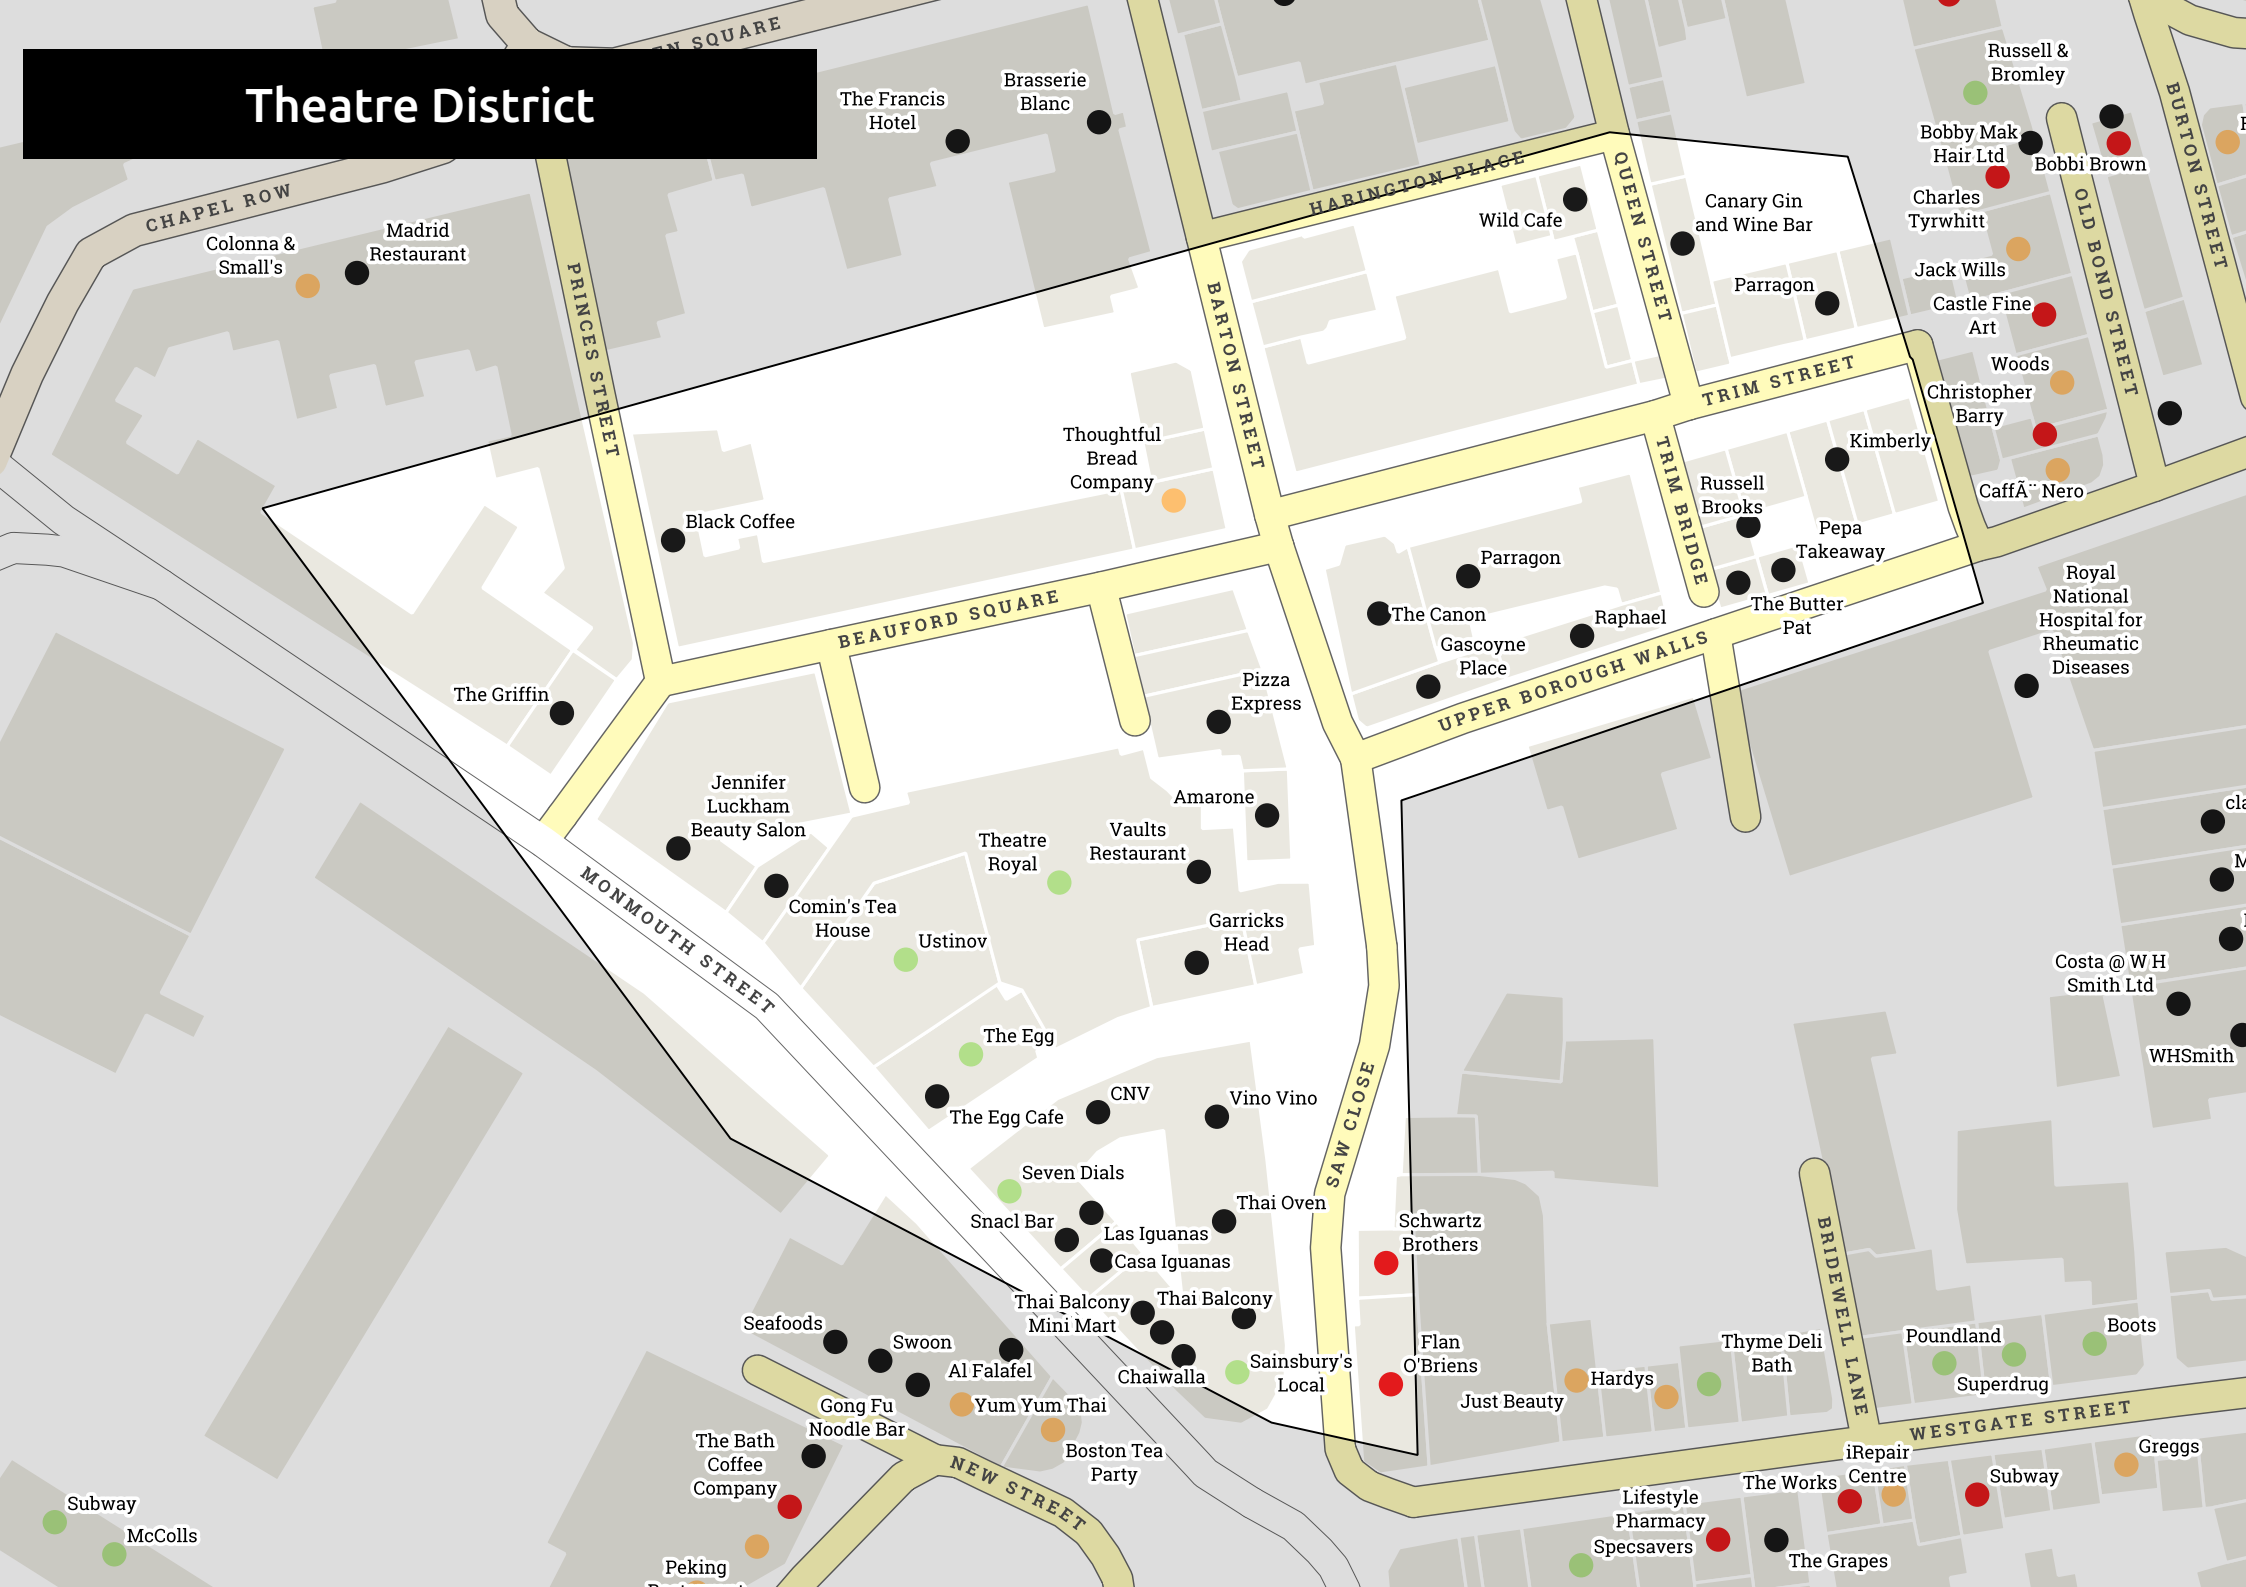 Theatre District
EN SQUARE
CHAPEL ROW
The Francis
Hotel
Brasserie
Blanc
Colonna &
Small's
Madrid
Restaurant
PRINCES STREET
HARINGTON PLACE
BARTON STREET
QUEEN STREET
Wild Cafe
Canary Gin
and Wine Bar
Parragon
Russell &
Bromley
Bobby Mak
Hair Ltd
Bobbi Brown
Charles
Tyrwhitt
Jack Wills
Castle Fine
Art
Woods
Christopher
Barry
CaffÃ¨ Nero
OLD BOND STREET
BURTON STREET
TRIM STREET
Thoughtful
Bread
Company
Black Coffee
TRIM BRIDGE
Russell
Brooks
Kimberly
Pepa
Takeaway
The Butter
Pat
Parragon
The Canon
Raphael
Gascoyne
Place
UPPER BOROUGH WALLS
Royal
National
Hospital for
Rheumatic
Diseases
BEAUFORD SQUARE
The Griffin
Pizza
Express
Jennifer
Luckham
Beauty Salon
Amarone
Theatre
Royal
Vaults
Restaurant
Comin's Tea
House
Ustinov
Garricks
Head
MONMOUTH STREET
Costa @ W H
Smith Ltd
WHSmith
The Egg
The Egg Cafe
CNV
Vino Vino
SAW CLOSE
Seven Dials
Snacl Bar
Las Iguanas
Casa Iguanas
Thai Oven
Schwartz
Brothers
Thai Balcony
Mini Mart
Thai Balcony
Chaiwalla
Sainsbury's
Local
Flan
O'Briens
Seafoods
Swoon
Al Falafel
Gong Fu
Noodle Bar
Yum Yum Thai
Boston Tea
Party
The Bath
Coffee
Company
NEW STREET
Subway
McColls
Peking
Just Beauty
Hardys
Thyme Deli
Bath
BRIDEWELL LANE
Poundland
Superdrug
Boots
WESTGATE STREET
iRepair
Centre
The Works
Subway
Greggs
Lifestyle
Pharmacy
Specsavers
The Grapes